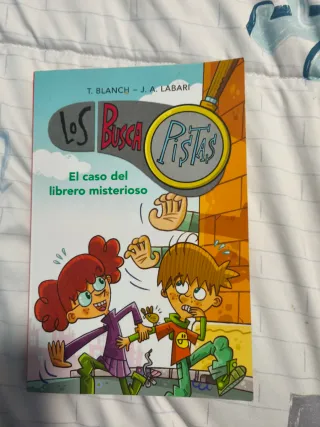 T. BLANCH – J. A. LABARI
LOS BUSCA PISTAS
El caso del
librero misterioso